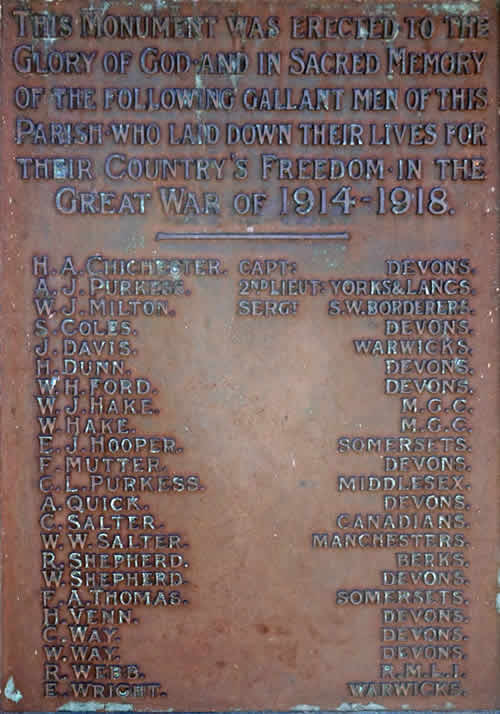 THIS MONUMENT WAS ERECTED TO THE
GLORY OF GOD·AND IN SACRED MEMORY
OF THE FOLLOWING GALLANT MEN OF THIS
PARISH·WHO LAID DOWN THEIR LIVES FOR
THEIR COUNTRY'S FREEDOM·IN THE
GREAT WAR OF 1914-1918.
H. A. CHICHESTER. CAPT: DEVONS.
A. J. PURKESS. 2ND LIEUT: YORKS&LANCS.
W. J. MILTON. SERGT: S.W.BORDERERS.
S. COLES. DEVONS.
J. DAVIS. WARWICKS.
H. DUNN. DEVONS.
W. H. FORD. DEVONS.
W. J. HAKE. M.G.C.
W. HAKE. M.G.C.
E. J. HOOPER. SOMERSETS.
F. MUTTER. DEVONS.
C. L. PURKESS. MIDDLESEX.
A. QUICK. DEVONS.
C. SALTER. CANADIANS.
W. W. SALTER. MANCHESTERS.
R. SHEPHERD. BERKS.
W. SHEPHERD. DEVONS.
F. A. THOMAS. SOMERSETS.
H. VENN. DEVONS.
C. WAY. DEVONS.
W. WAY. DEVONS.
R. WEBB. R.M.L.I.
E. WRIGHT. WARWICKS.